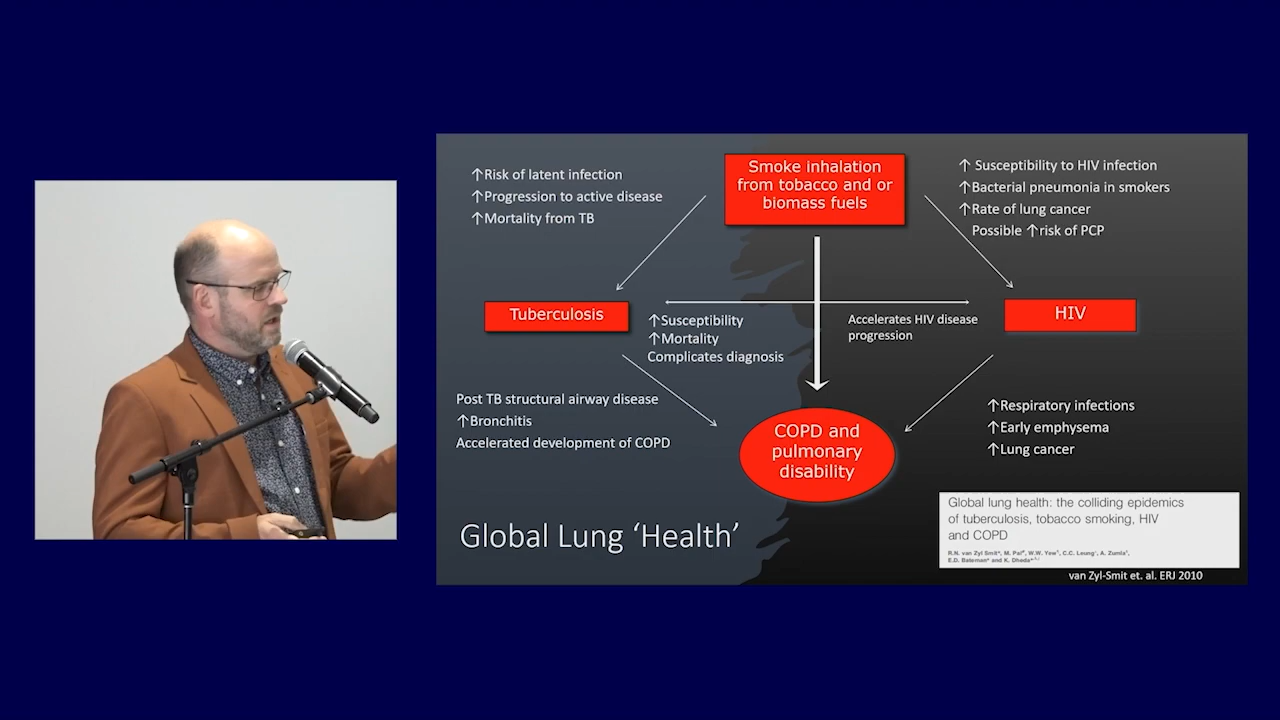 Smoke inhalation
from tobacco and or
biomass fuels
↑Risk of latent infection
↑Progression to active disease
↑Mortality from TB
↑ Susceptibility to HIV infection
↑Bacterial pneumonia in smokers
↑Rate of lung cancer
Possible ↑risk of PCP
Tuberculosis
↑Susceptibility
↑Mortality
Complicates diagnosis
Accelerates HIV disease
progression
HIV
Post TB structural airway disease
↑Bronchitis
Accelerated development of COPD
COPD and
pulmonary
disability
↑Respiratory infections
↑Early emphysema
↑Lung cancer
Global Lung ‘Health’
Global lung health: the colliding epidemics
of tuberculosis, tobacco smoking, HIV
and COPD
R.N. van Zyl Smit*, M. Pai, W.W. Yew, C.C. Leung, A. Zumla,
E.D. Bateman* and K. Dheda*
van Zyl-Smit et. al. ERJ 2010